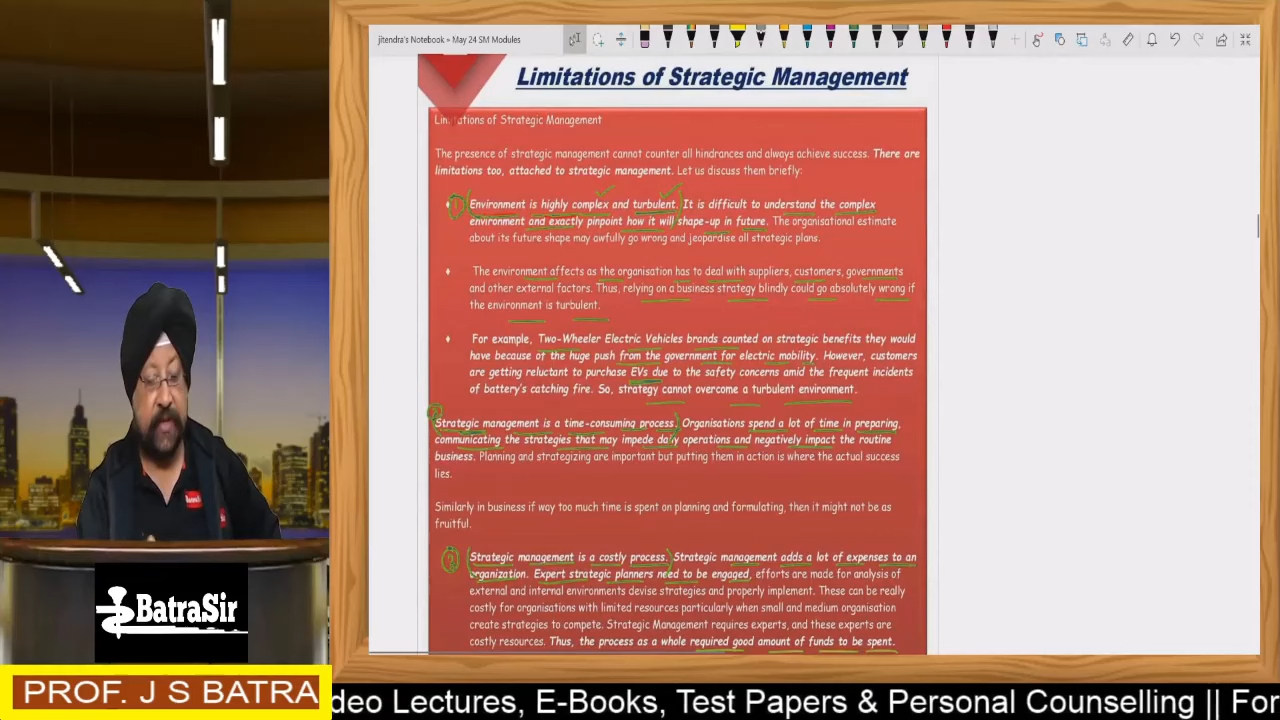 jitendra's Notebook » May 24 SM Modules
Limitations of Strategic Management
Limitations of Strategic Management
The presence of strategic management cannot counter all hindrances and always achieve success. There are
limitations too, attached to strategic management. Let us discuss them briefly:
1 Environment is highly complex and turbulent. It is difficult to understand the complex
environment and exactly pinpoint how it will shape-up in future. The organisational estimate
about its future shape may awfully go wrong and jeopardise all strategic plans.
The environment affects as the organisation has to deal with suppliers, customers, governments
and other external factors. Thus, relying on a business strategy blindly could go absolutely wrong if
the environment is turbulent.
For example, Two-Wheeler Electric Vehicles brands counted on strategic benefits they would
have because of the huge push from the government for electric mobility. However, customers
are getting reluctant to purchase EVs due to the safety concerns amid the frequent incidents
of battery's catching fire. So, strategy cannot overcome a turbulent environment.
Strategic management is a time-consuming process. Organisations spend a lot of time in preparing,
communicating the strategies that may impede daily operations and negatively impact the routine
business. Planning and strategizing are important but putting them in action is where the actual success
lies.
Similarly in business if way too much time is spent on planning and formulating, then it might not be as
fruitful.
Strategic management is a costly process. Strategic management adds a lot of expenses to an
organization. Expert strategic planners need to be engaged, efforts are made for analysis of
external and internal environments devise strategies and properly implement. These can be really
costly for organisations with limited resources particularly when small and medium organisation
create strategies to compete. Strategic Management requires experts, and these experts are
costly resources. Thus, the process as a whole required good amount of funds to be spent.
BatraSir
PROF. J S BATRA
deo Lectures, E-Books, Test Papers & Personal Counselling || For